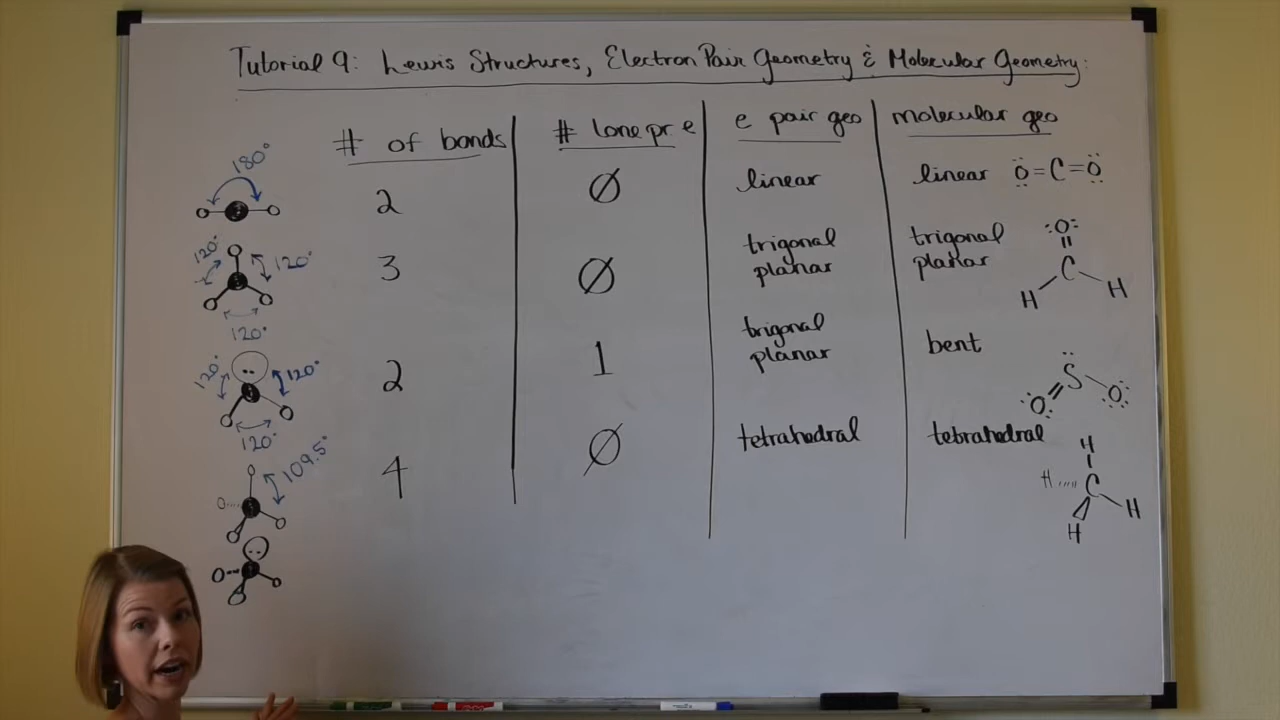 Tutorial 9: Lewis Structures, Electron Pair Geometry & Molecular Geometry:
# of bonds # lone pr e e pair geo molecular geo
180°
2 Ø linear linear :Ö=C=Ö:
120° 120°
120°
3 Ø trigonal planar trigonal planar :O: C H H
120° 120°
120°
2 1 trigonal planar bent O S O
109.5°
4 Ø tetrahedral tetrahedral H H C H H